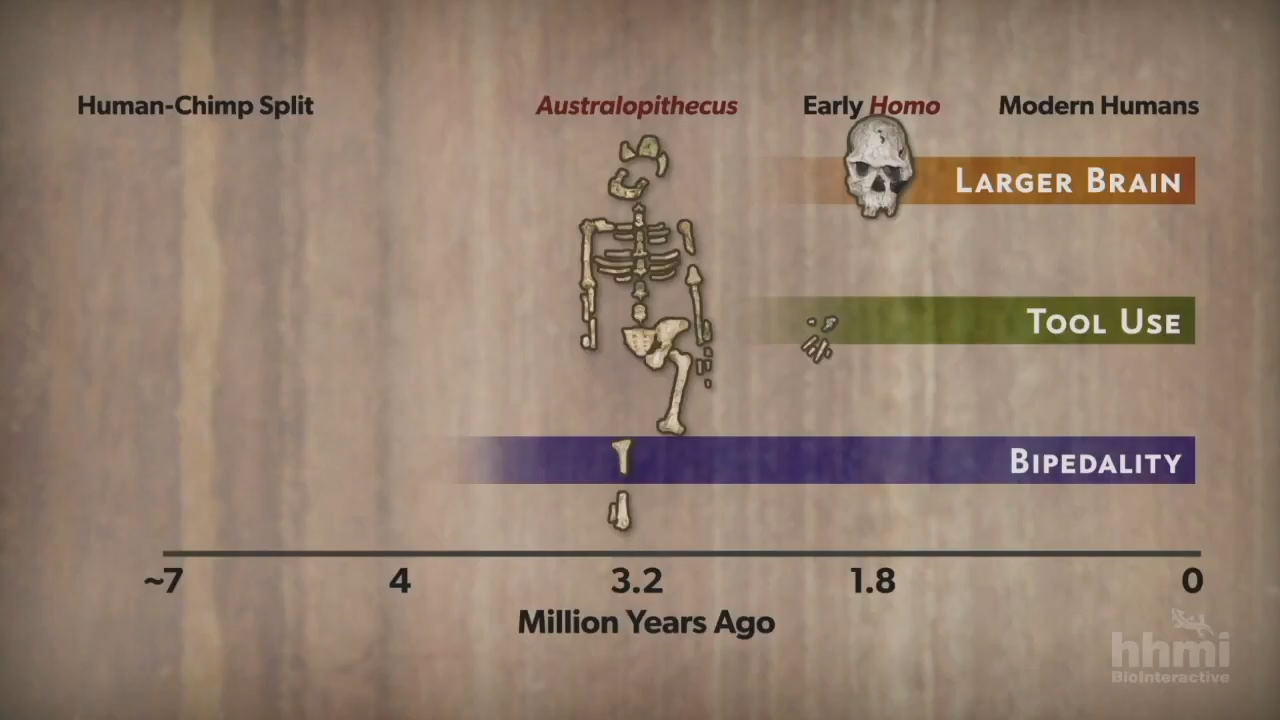 Human-Chimp Split
Australopithecus
Early Homo
Modern Humans
LARGER BRAIN
TOOL USE
BIPEDALITY
~7 4 3.2 1.8 0
Million Years Ago
hhmi
BioInteractive